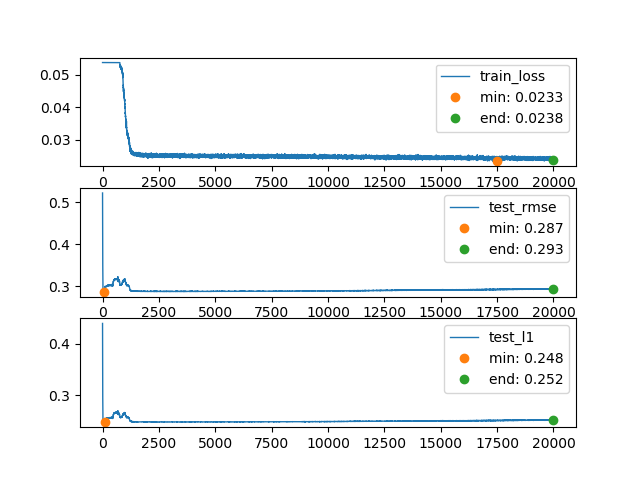 0.05
0.04
0.03
train_loss
min: 0.0233
end: 0.0238
0 2500 5000 7500 10000 12500 15000 17500 20000
0.5
0.4
0.3
test_rmse
min: 0.287
end: 0.293
0 2500 5000 7500 10000 12500 15000 17500 20000
0.4
0.3
test_l1
min: 0.248
end: 0.252
0 2500 5000 7500 10000 12500 15000 17500 20000